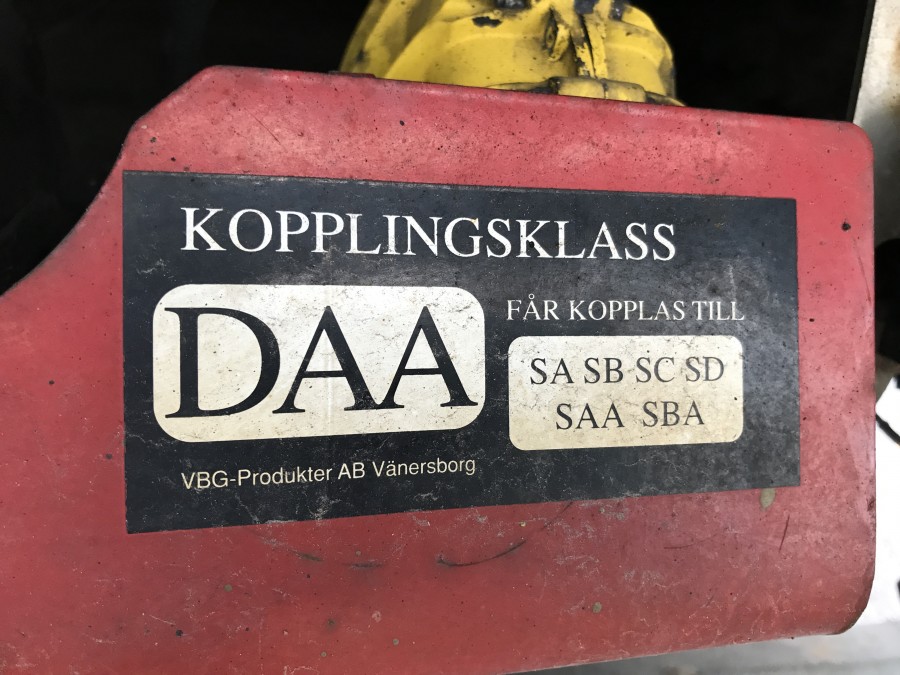 KOPPLINGSKLASS
DAA
FÅR KOPPLAS TILL
SA SB SC SD
SAA SBA
VBG-Produkter AB Vänersborg